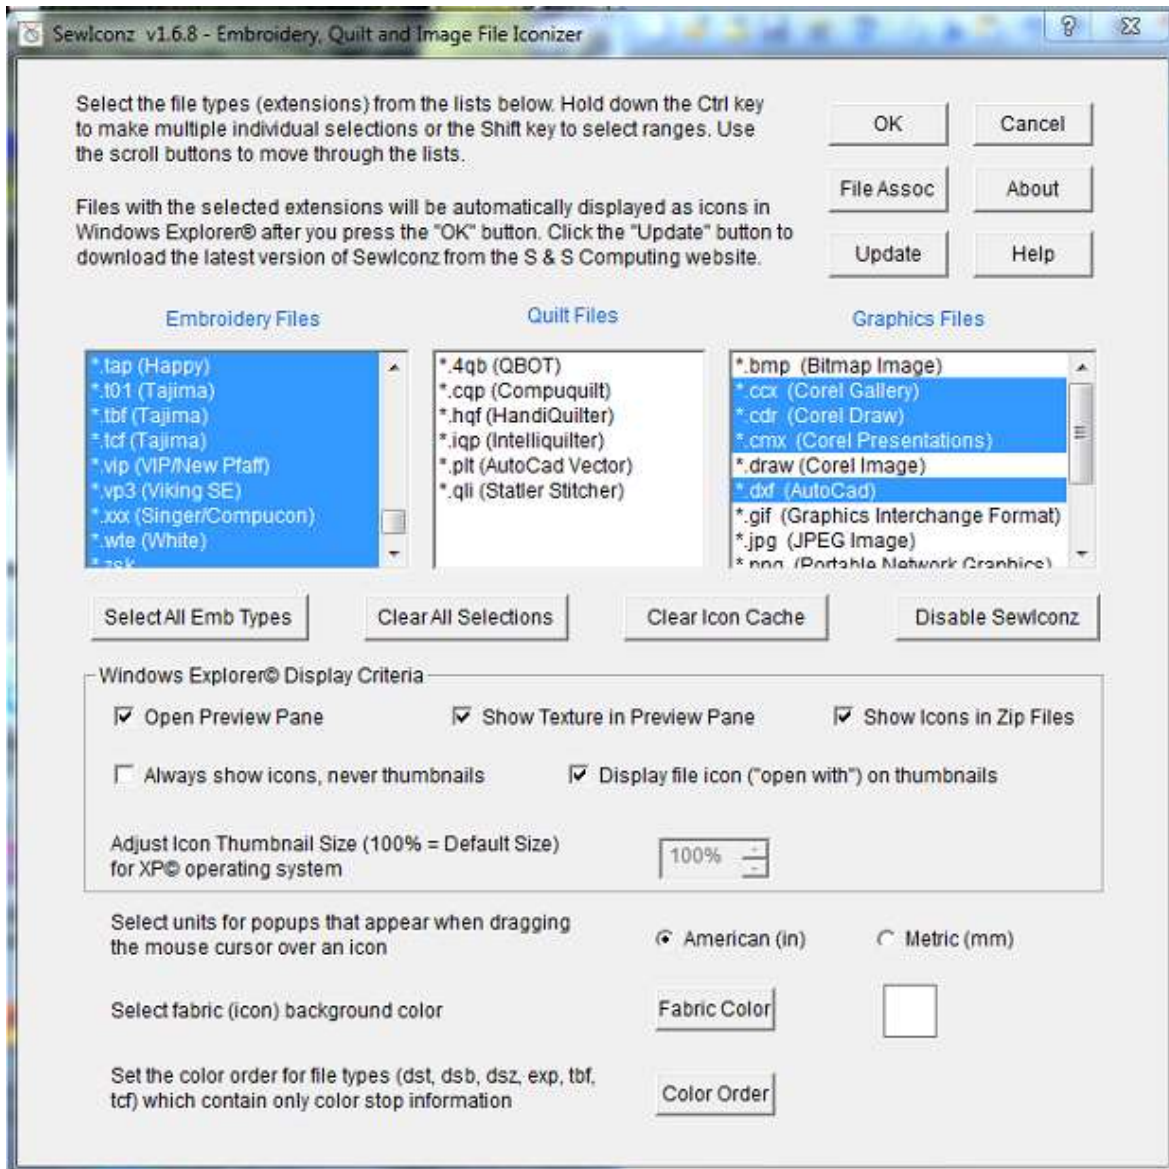 SewIconz v1.6.8 - Embroidery, Quilt and Image File Iconizer
Select the file types (extensions) from the lists below. Hold down the Ctrl key
to make multiple individual selections or the Shift key to select ranges. Use
the scroll buttons to move through the lists.
OK
Cancel
File Assoc
About
Files with the selected extensions will be automatically displayed as icons in
Windows Explorer® after you press the "OK" button. Click the "Update" button to
download the latest version of SewIconz from the S & S Computing website.
Update
Help
Embroidery Files
Quilt Files
Graphics Files
*.tap (Happy)
*.t01 (Tajima)
*.tbf (Tajima)
*.tcf (Tajima)
*.vip (VIP/New Pfaff)
*.vp3 (Viking SE)
*.xxx (Singer/Compucon)
*.wte (White)
*.zsk
*.4qb (QBOT)
*.cqp (Compuquilt)
*.hqf (HandiQuilter)
*.iqp (Intelliquilter)
*.plt (AutoCad Vector)
*.qli (Statler Stitcher)
*.bmp (Bitmap Image)
*.ccx (Corel Gallery)
*.cdr (Corel Draw)
*.cmx (Corel Presentations)
*.draw (Corel Image)
*.dxf (AutoCad)
*.gif (Graphics Interchange Format)
*.jpg (JPEG Image)
*.png (Portable Network Graphics)
Select All Emb Types
Clear All Selections
Clear Icon Cache
Disable SewIconz
Windows Explorer© Display Criteria
Open Preview Pane
Show Texture in Preview Pane
Show Icons in Zip Files
Always show icons, never thumbnails
Display file icon ("open with") on thumbnails
Adjust Icon Thumbnail Size (100% = Default Size)
for XP© operating system
100%
Select units for popups that appear when dragging
the mouse cursor over an icon
American (in)
Metric (mm)
Select fabric (icon) background color
Fabric Color
Set the color order for file types (dst, dsb, dsz, exp, tbf,
tcf) which contain only color stop information
Color Order